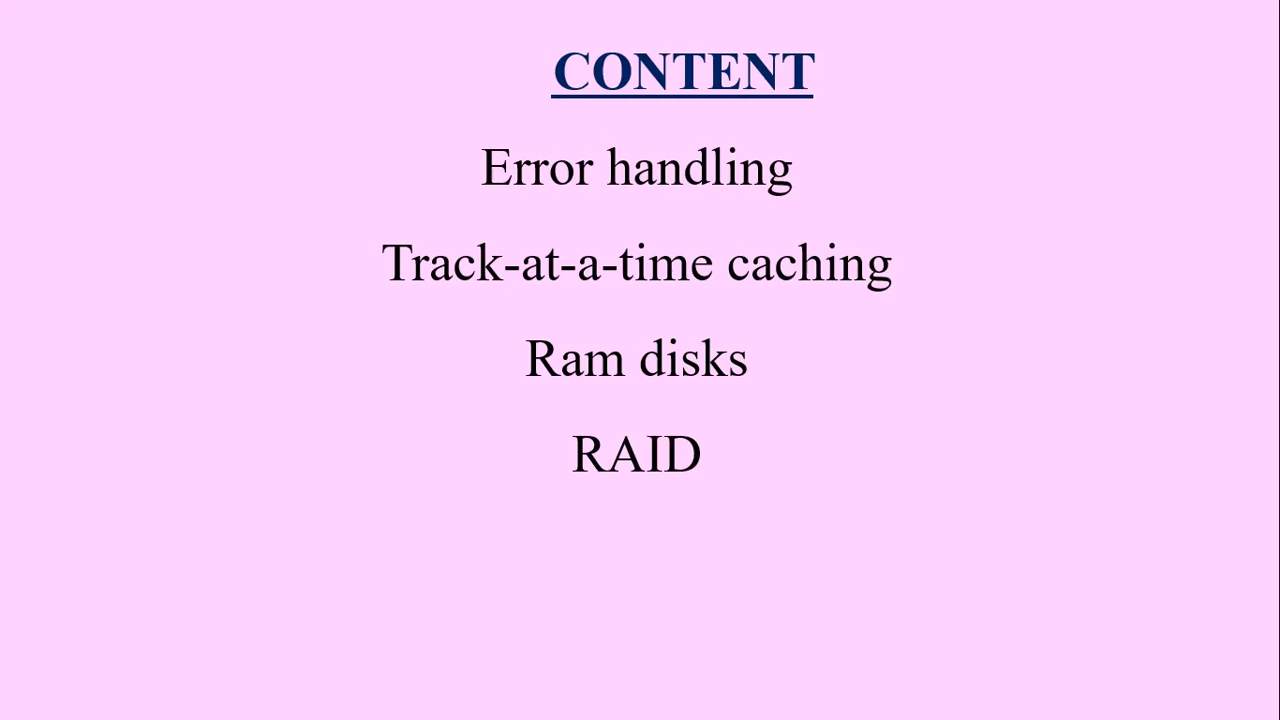 CONTENT
Error handling
Track-at-a-time caching
Ram disks
RAID